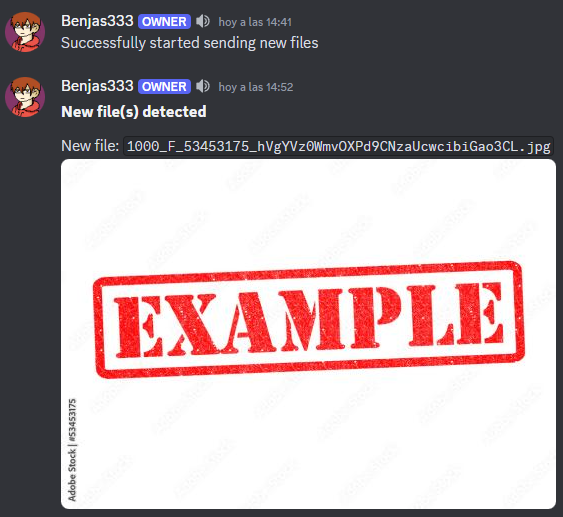 Benjas333 OWNER hoy a las 14:41
Successfully started sending new files
Benjas333 OWNER hoy a las 14:52
New file(s) detected
New file: 1000_F_53453175_hVgYVz0WmvOXPd9CNzaUcwcibiGao3CL.jpg
EXAMPLE
Adobe Stock | #53453175